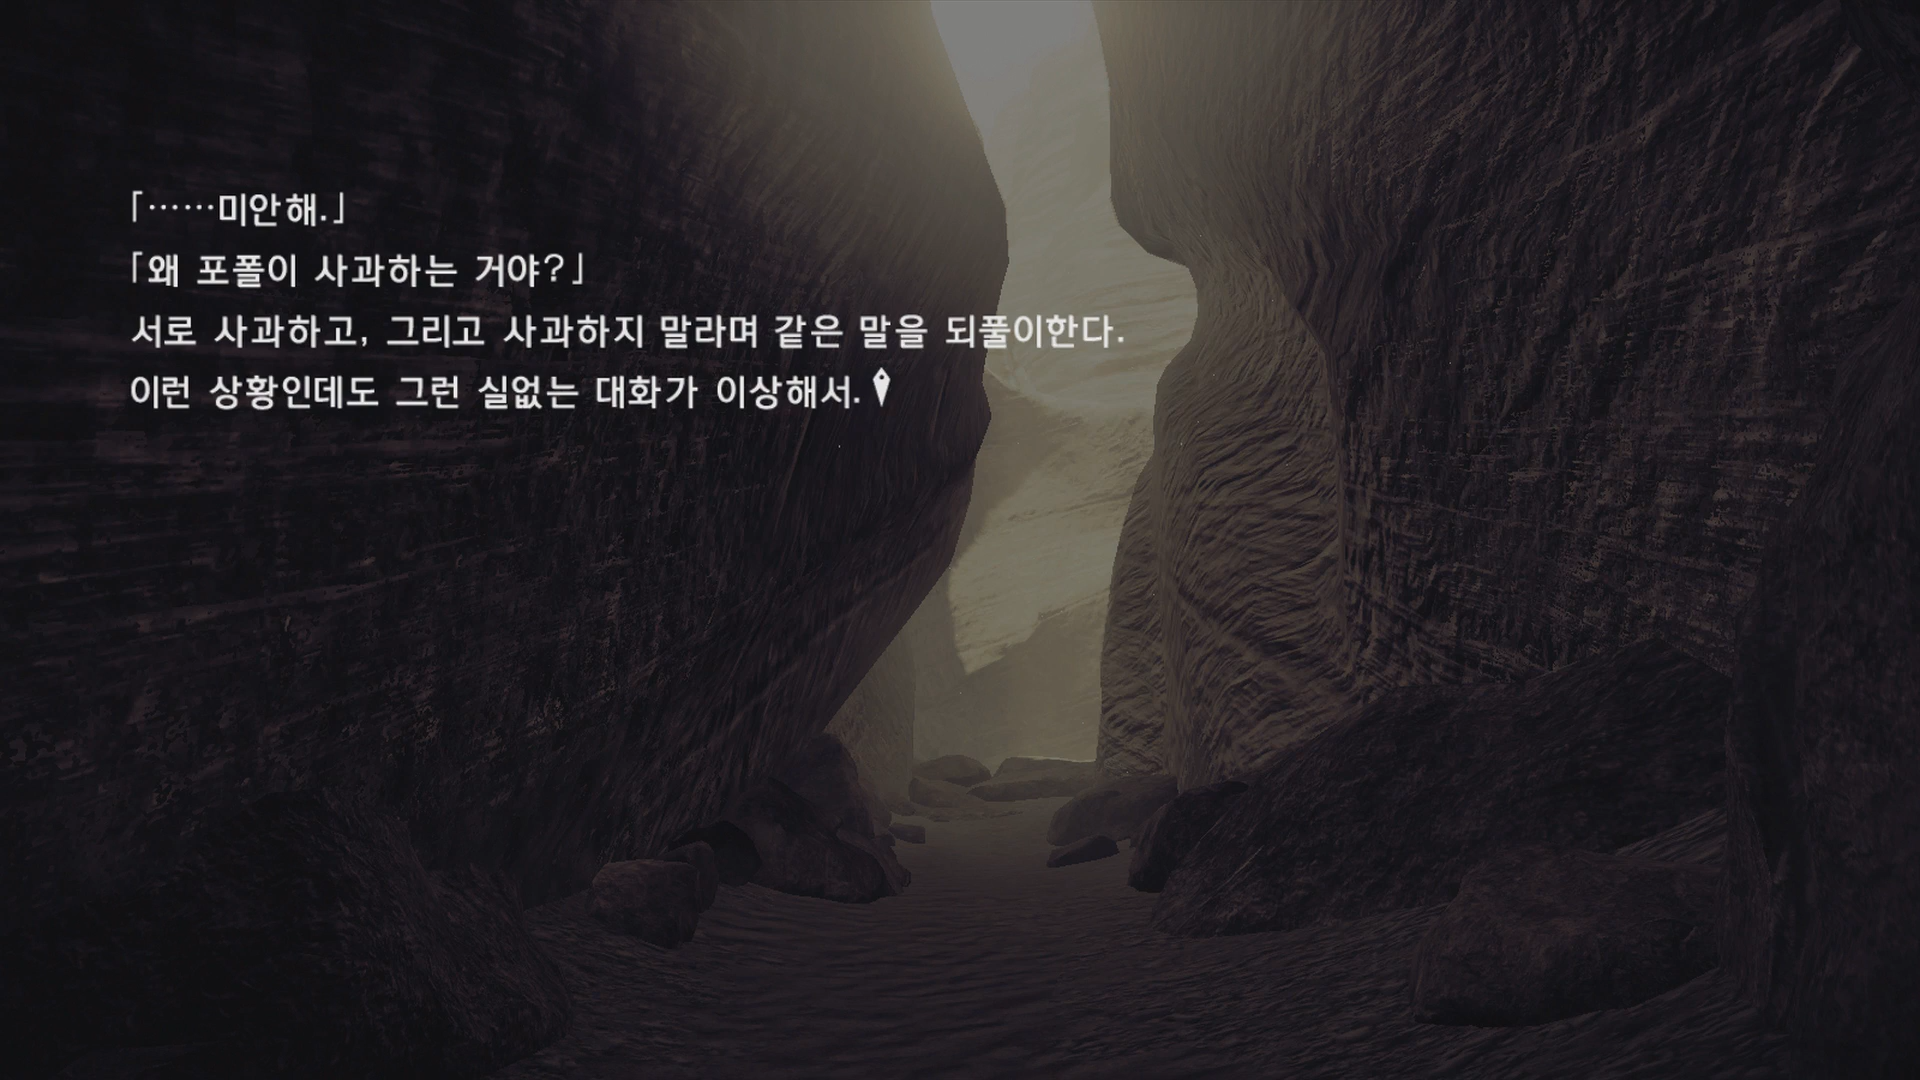 「……미안해.」
「왜 포폴이 사과하는 거야?」
서로 사과하고, 그리고 사과하지 말라며 같은 말을 되풀이한다.
이런 상황인데도 그런 실없는 대화가 이상해서.